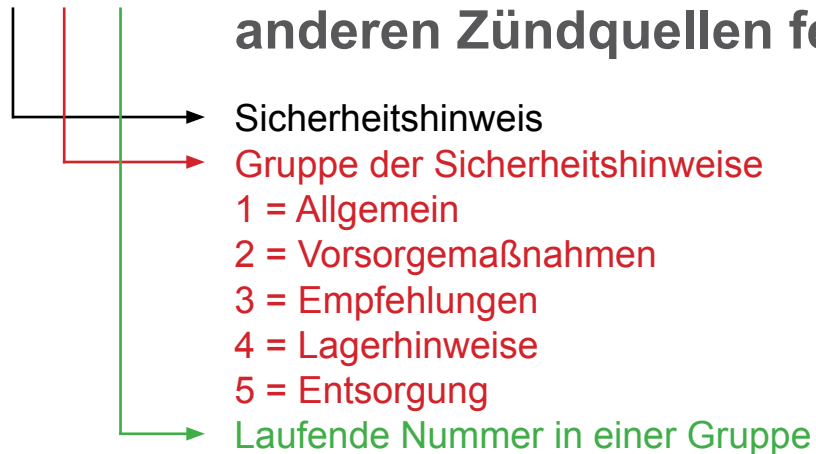 anderen Zündquellen
Sicherheitshinweis
Gruppe der Sicherheitshinweise
1 = Allgemein
2 = Vorsorgemaßnahmen
3 = Empfehlungen
4 = Lagerhinweise
5 = Entsorgung
Laufende Nummer in einer Gruppe